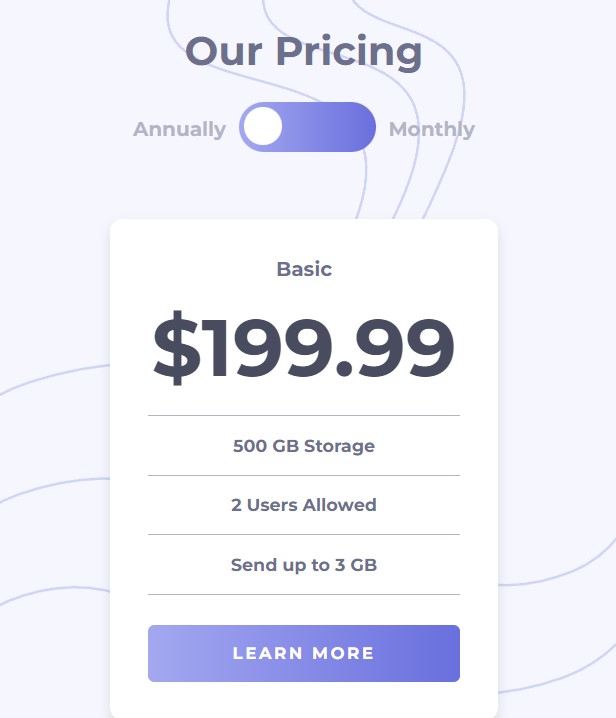 Our Pricing
Annually Monthly
Basic
$199.99
500 GB Storage
2 Users Allowed
Send up to 3 GB
LEARN MORE